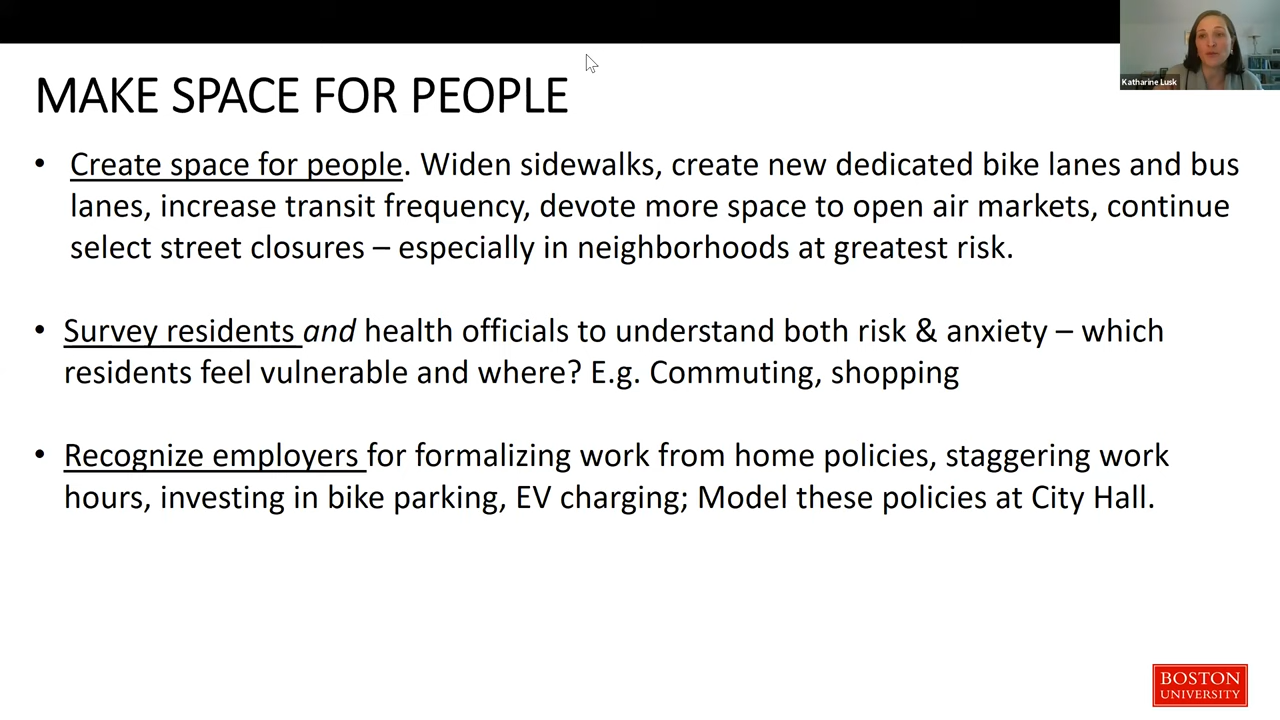 MAKE SPACE FOR PEOPLE
Katharine Lusk
• Create space for people. Widen sidewalks, create new dedicated bike lanes and bus
lanes, increase transit frequency, devote more space to open air markets, continue
select street closures – especially in neighborhoods at greatest risk.
• Survey residents and health officials to understand both risk & anxiety – which
residents feel vulnerable and where? E.g. Commuting, shopping
• Recognize employers for formalizing work from home policies, staggering work
hours, investing in bike parking, EV charging; Model these policies at City Hall.
BOSTON
UNIVERSITY